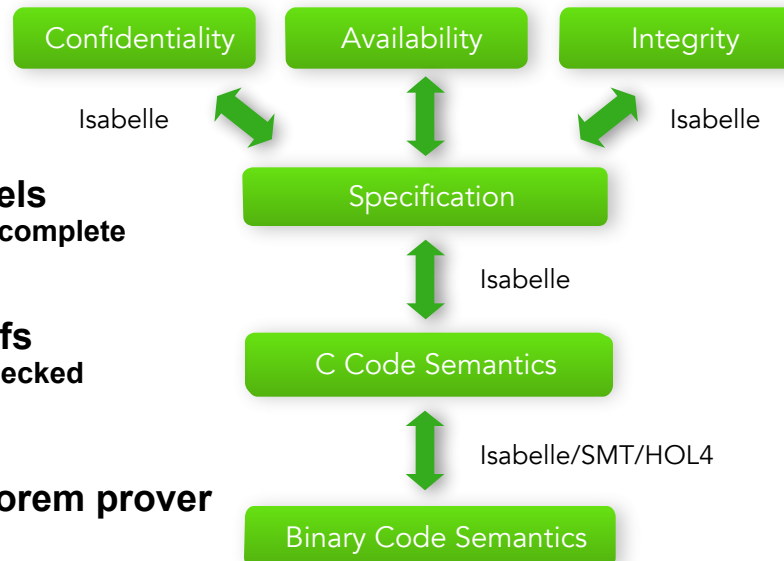 Confidentiality Availability Integrity
Isabelle Isabelle
els Specification
complete
Isabelle
fs
ecked C Code Semantics
Isabelle/SMT/HOL4
orem prover
Binary Code Semantics